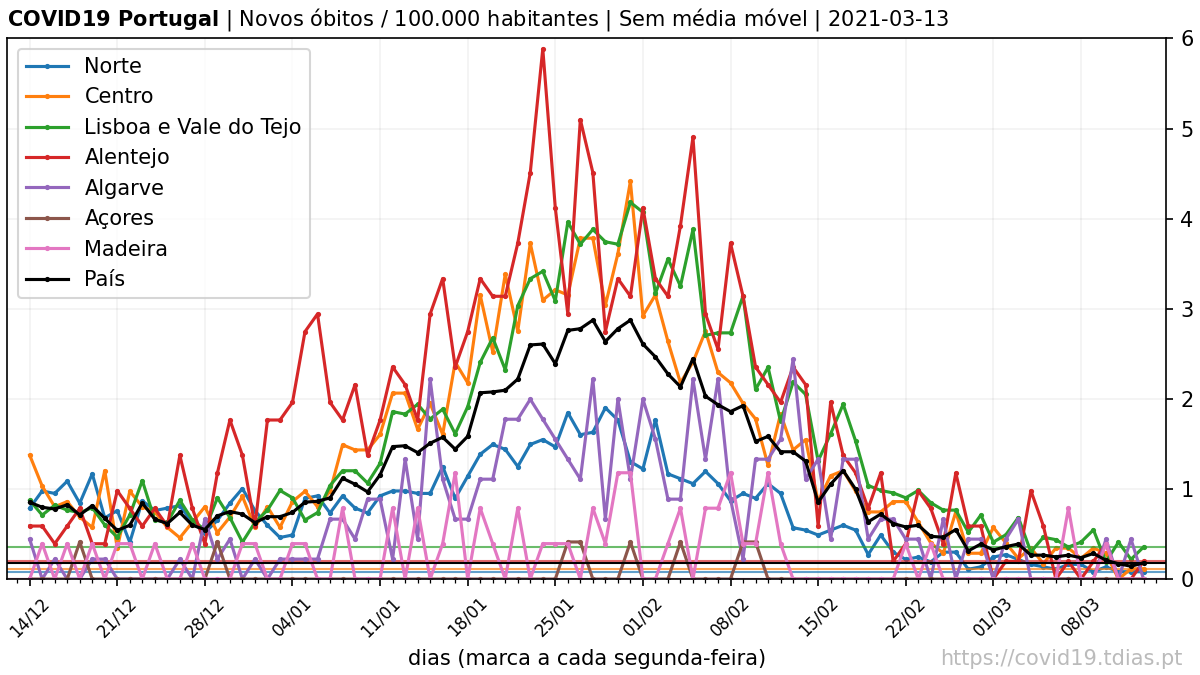 COVID19 Portugal | Novos óbitos / 100.000 habitantes | Sem média móvel | 2021-03-13
Norte
Centro
Lisboa e Vale do Tejo
Alentejo
Algarve
Açores
Madeira
País
6
5
4
3
2
1
0
14/12 21/12 28/12 04/01 11/01 18/01 25/01 01/02 08/02 15/02 22/02 01/03 08/03
dias (marca a cada segunda-feira)
https://covid19.tdias.pt